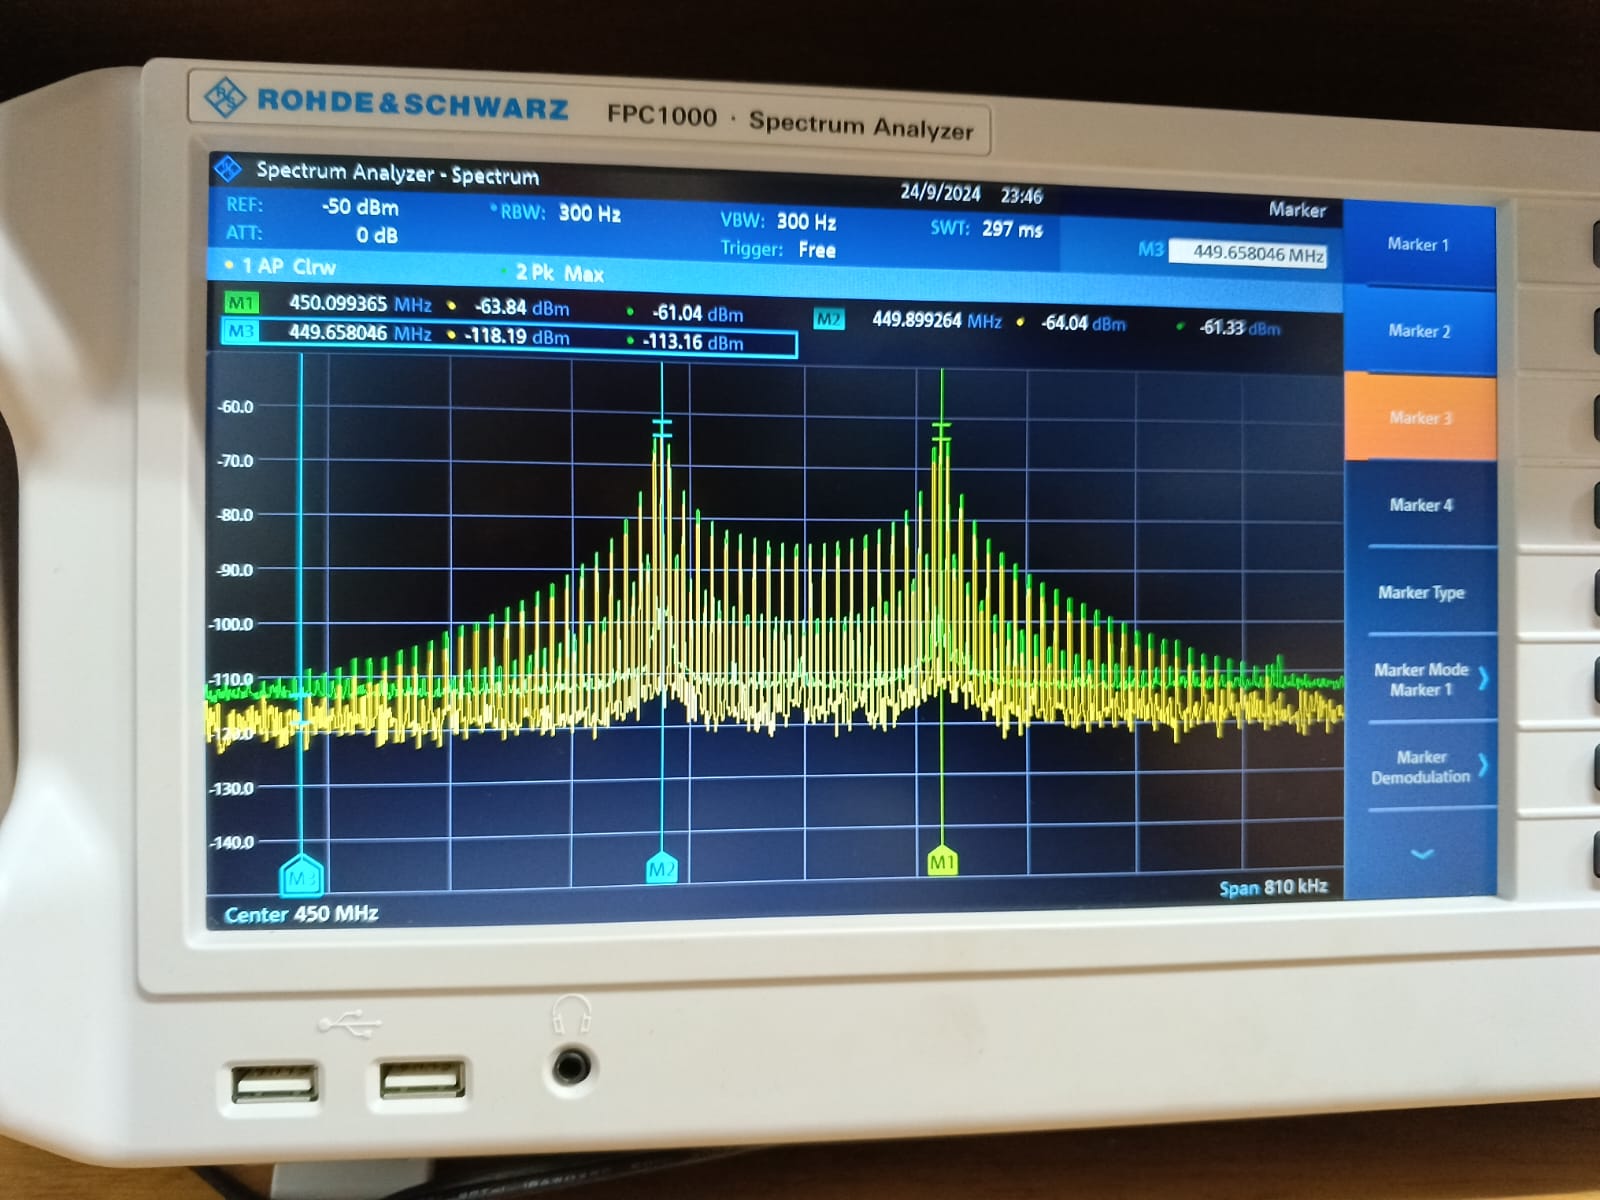 ROHDE&SCHWARZ FPC1000 · Spectrum Analyzer
Spectrum Analyzer - Spectrum
24/9/2024 23:46
Marker
REF: -50 dBm RBW: 300 Hz VBW: 300 Hz SWT: 297 ms
ATT: 0 dB Trigger: Free M3 449.658046 MHz
1 AP Clrw 2 Pk Max
M1 450.099365 MHz -63.84 dBm -61.04 dBm M2 449.899264 MHz -64.04 dBm -61.33 dBm
M3 449.658046 MHz -118.19 dBm -113.16 dBm
-60.0
-70.0
-80.0
-90.0
-100.0
-110.0
-120.0
-130.0
-140.0
M3 M2 M1
Center 450 MHz Span 810 kHz
Marker 1
Marker 2
Marker 3
Marker 4
Marker Type
Marker Mode
Marker 1
Marker
Demodulation